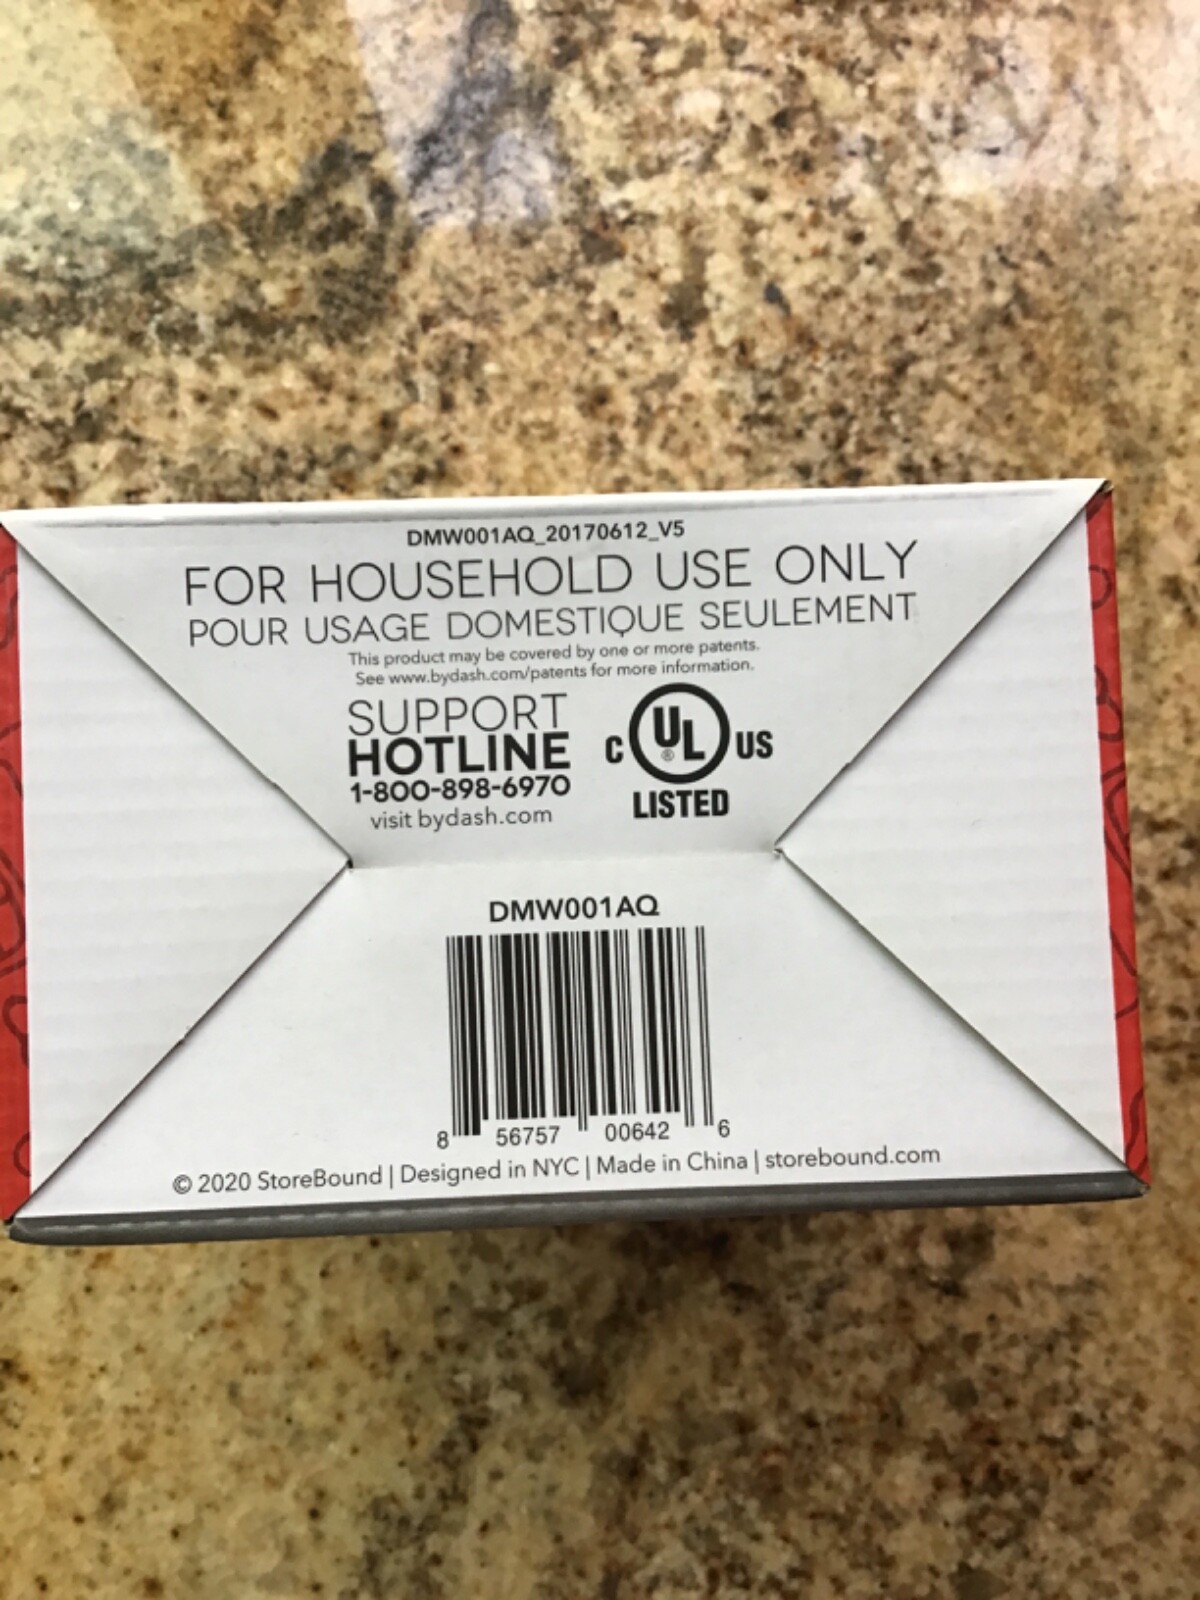 DMW001AQ_20170612_V5
FOR HOUSEHOLD USE ONLY
POUR USAGE DOMESTIQUE SEULEMENT
This product may be covered by one or more patents.
See www.bydash.com/patents for more information.
SUPPORT
HOTLINE
1-800-898-6970
visit bydash.com
C UL ® US
LISTED
DMW001AQ
8 56757 00642 6
© 2020 StoreBound | Designed in NYC | Made in China | storebound.com